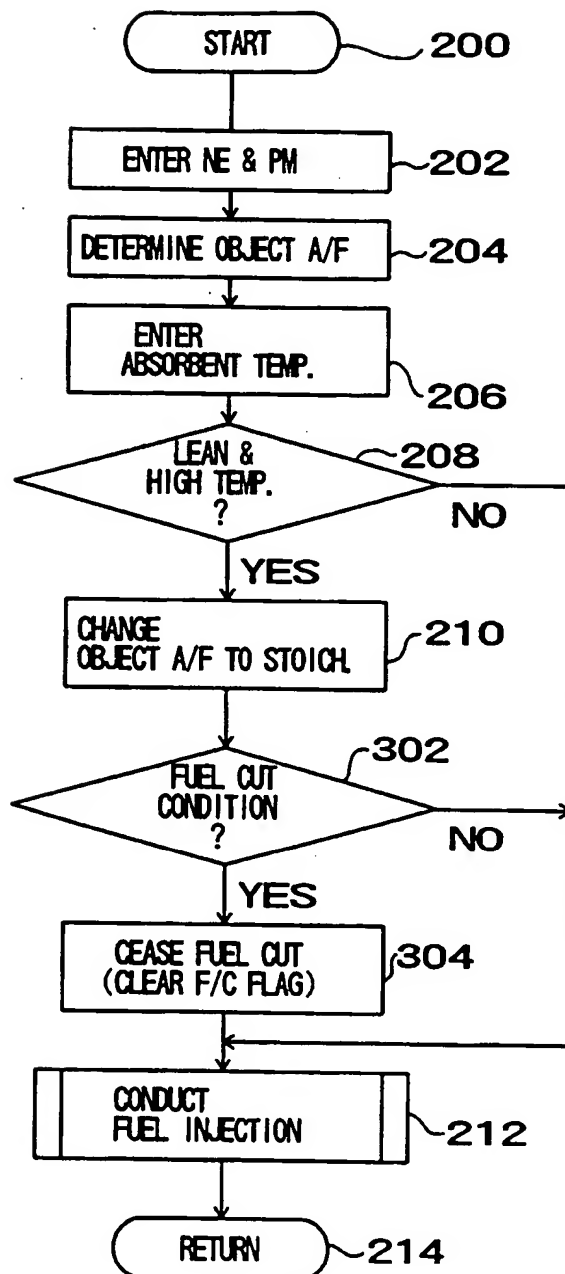 START
200
ENTER NE & PM
202
DETERMINE OBJECT A/F
204
ENTER
ABSORBENT TEMP.
206
LEAN &
HIGH TEMP.
?
208
NO
YES
CHANGE
OBJECT A/F TO STOICH.
210
FUEL CUT
CONDITION
?
302
NO
YES
CEASE FUEL CUT
(CLEAR F/C FLAG)
304
CONDUCT
FUEL INJECTION
212
RETURN
214